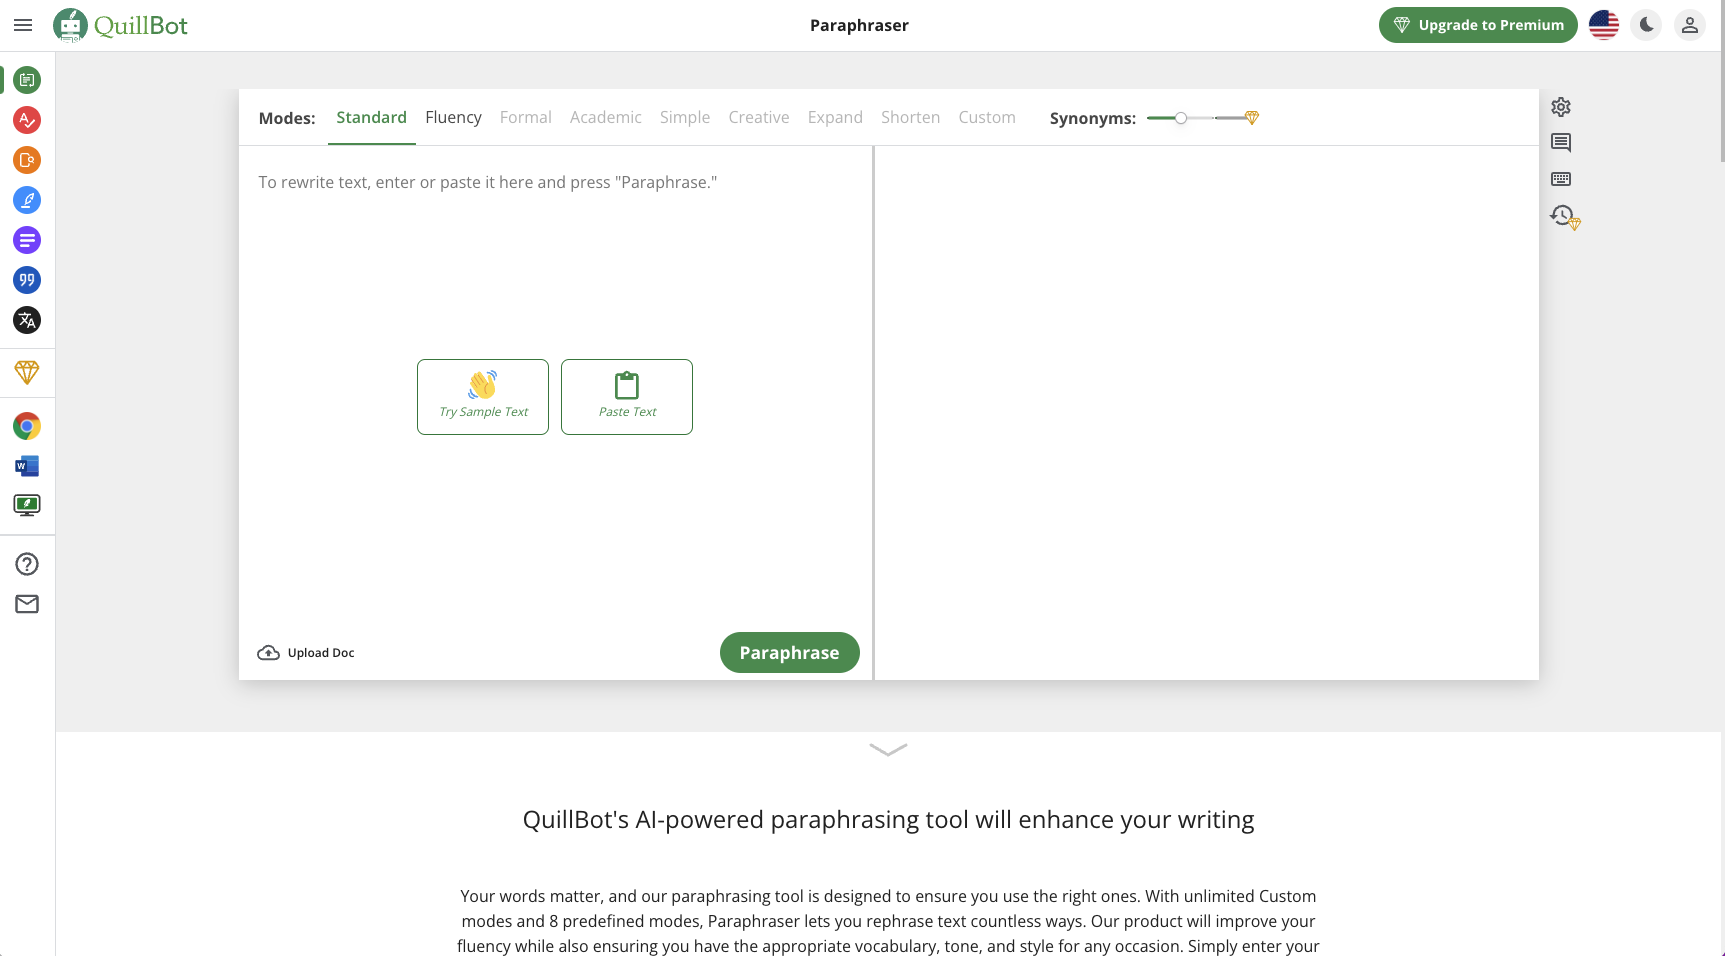 QuillBot
Paraphraser
Upgrade to Premium
Modes: Standard Fluency Formal Academic Simple Creative Expand Shorten Custom Synonyms:
To rewrite text, enter or paste it here and press "Paraphrase."
Try Sample Text
Paste Text
Upload Doc
Paraphrase
QuillBot's AI-powered paraphrasing tool will enhance your writing
Your words matter, and our paraphrasing tool is designed to ensure you use the right ones. With unlimited Custom
modes and 8 predefined modes, Paraphraser lets you rephrase text countless ways. Our product will improve your
fluency while also ensuring you have the appropriate vocabulary, tone, and style for any occasion. Simply enter your